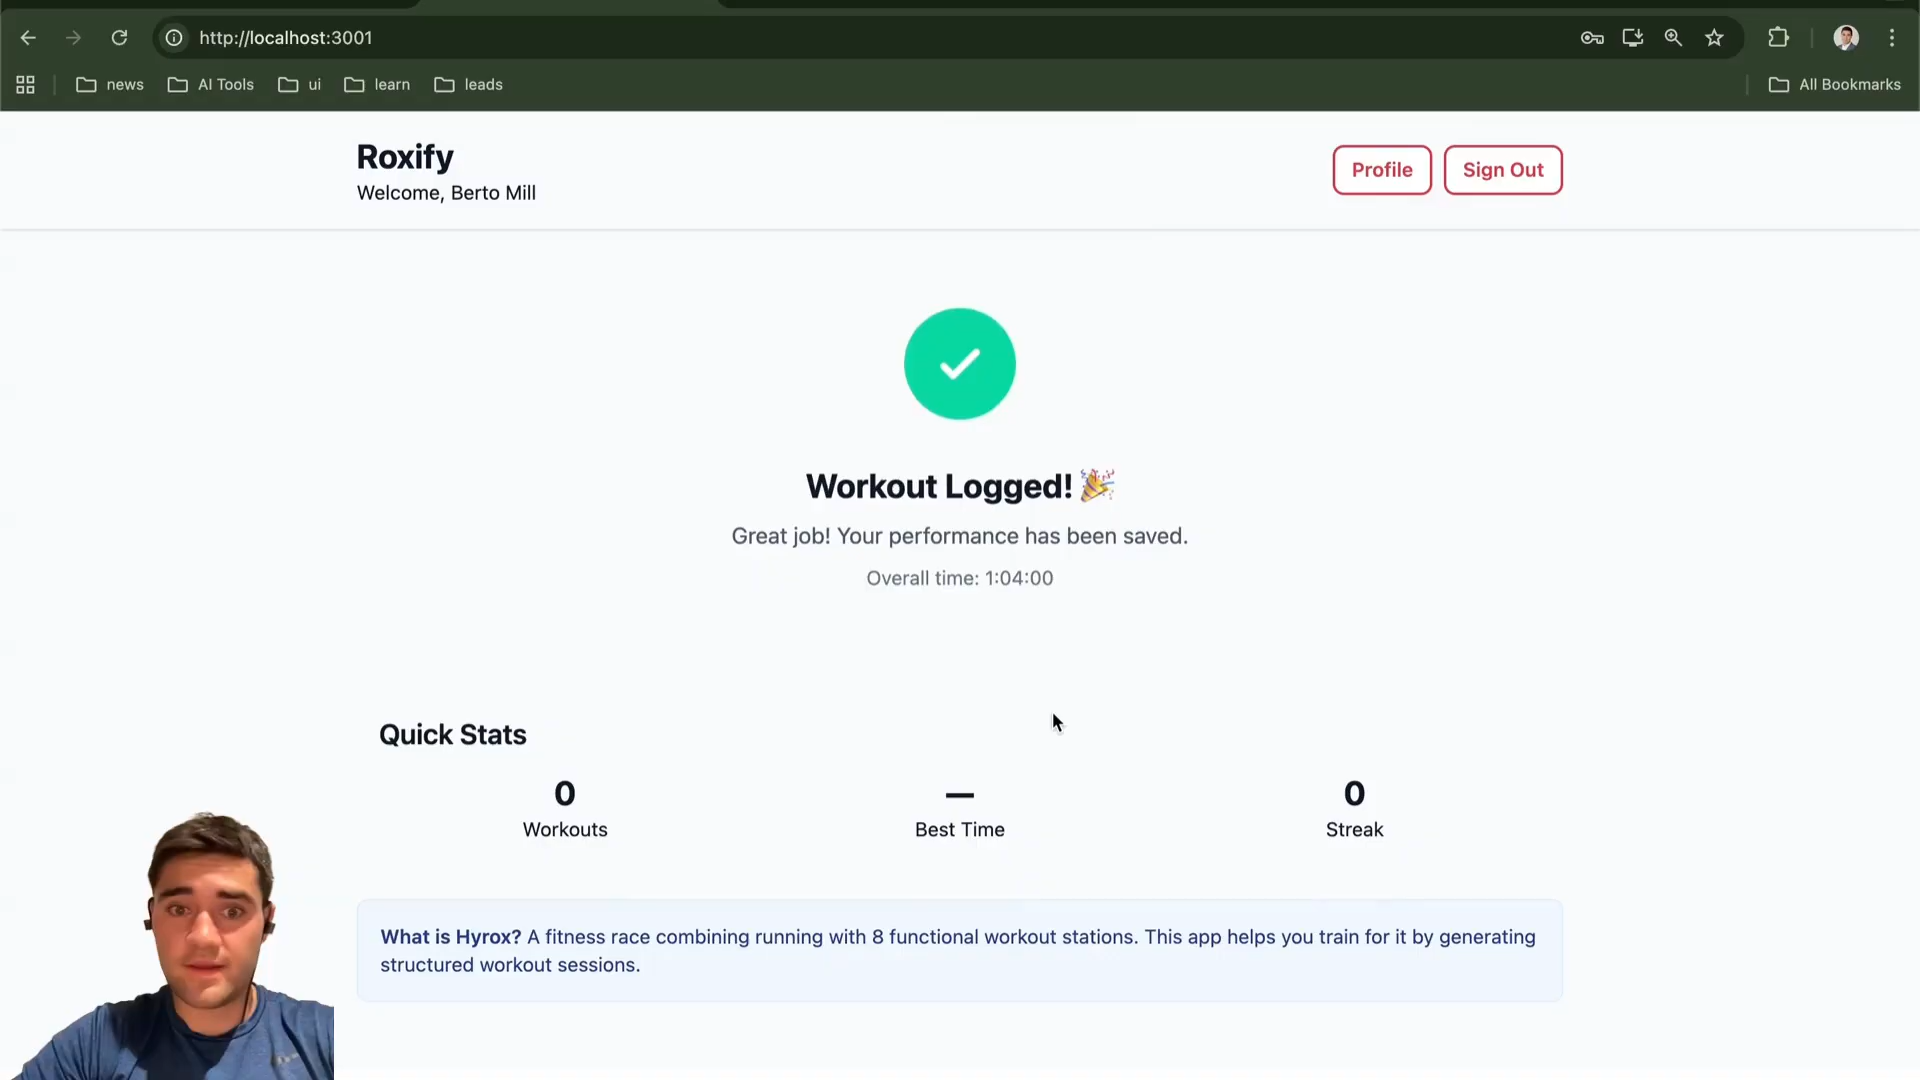 http://localhost:3001
news AI Tools ui learn leads All Bookmarks
Roxify
Welcome, Berto Mill
Profile Sign Out
Workout Logged! 🎉
Great job! Your performance has been saved.
Overall time: 1:04:00
Quick Stats
0 — 0
Workouts Best Time Streak
What is Hyrox? A fitness race combining running with 8 functional workout stations. This app helps you train for it by generating
structured workout sessions.